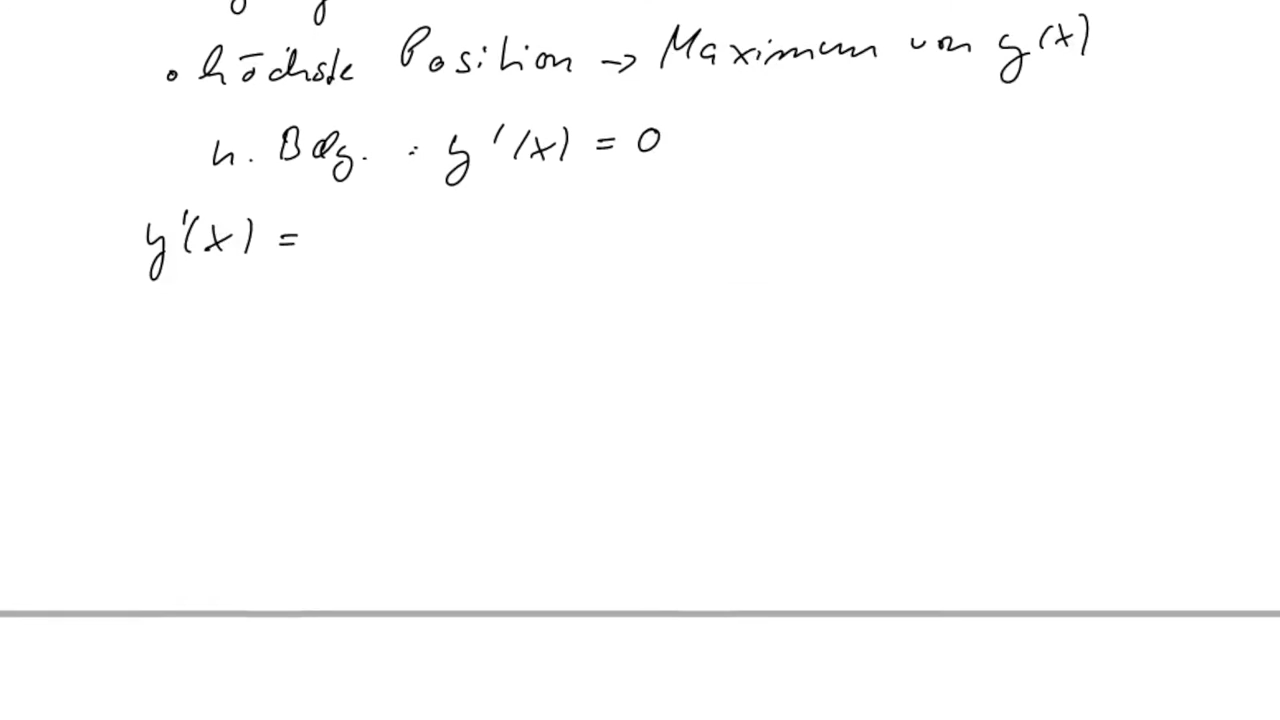 • höchste Position → Maximum von y(x)
n. Bdg. : y'(x) = 0
y'(x) =